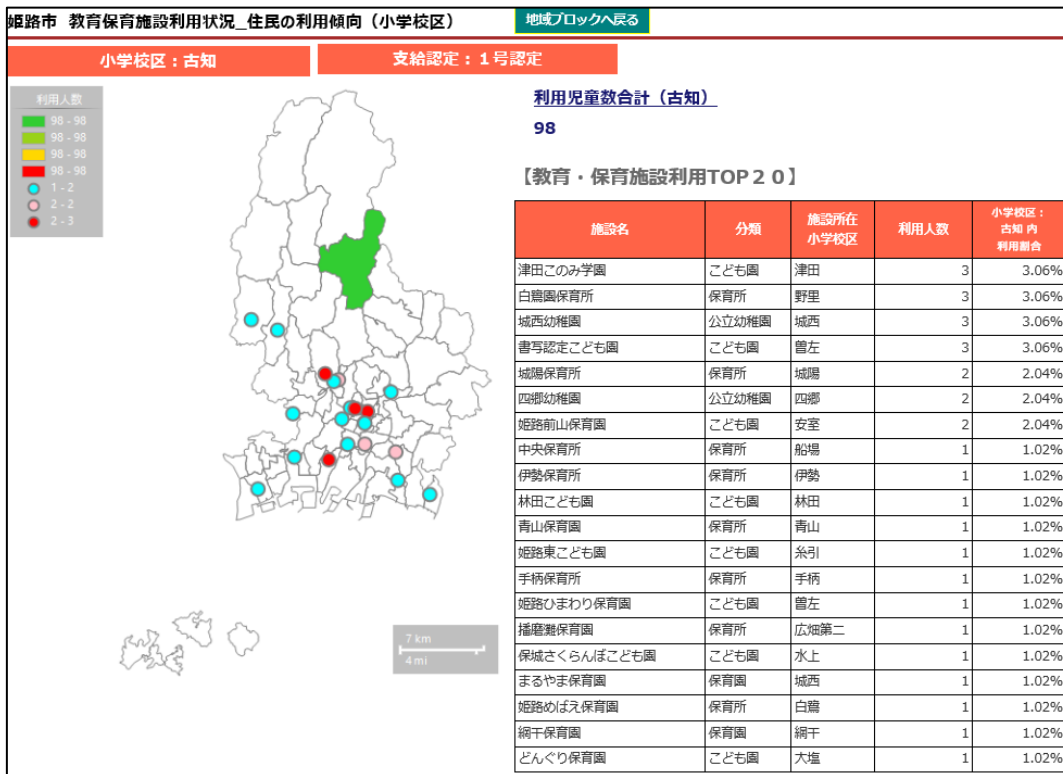 姫路市 教育保育施設利用状況_住民の利用傾向（小学校区）
地域ブロックへ戻る
小学校区：古知
支給認定：１号認定
利用人数
98 - 98
98 - 98
98 - 98
98 - 98
1 - 2
2 - 2
2 - 3
利用児童数合計（古知）
98
【教育・保育施設利用TOP２０】
施設名 分類 施設所在小学校区 利用人数 小学校区：古知 内利用割合
津田このみ学園 こども園 津田 3 3.06%
白鷺園保育所 保育所 野里 3 3.06%
城西幼稚園 公立幼稚園 城西 3 3.06%
書写認定こども園 こども園 曽左 3 3.06%
城陽保育所 保育所 城陽 2 2.04%
四郷幼稚園 公立幼稚園 四郷 2 2.04%
姫路前山保育園 こども園 安室 2 2.04%
中央保育所 保育所 船場 1 1.02%
伊勢保育所 保育所 伊勢 1 1.02%
林田こども園 こども園 林田 1 1.02%
青山保育園 保育所 青山 1 1.02%
姫路東こども園 こども園 糸引 1 1.02%
手柄保育所 保育所 手柄 1 1.02%
姫路ひまわり保育園 こども園 曽左 1 1.02%
播磨灘保育園 保育所 広畑第二 1 1.02%
保城さくらんぼこども園 こども園 水上 1 1.02%
まるやま保育園 保育園 城西 1 1.02%
姫路めばえ保育園 保育所 白鷺 1 1.02%
網干保育園 保育園 網干 1 1.02%
どんぐり保育園 こども園 大塩 1 1.02%
7 km
4 mi